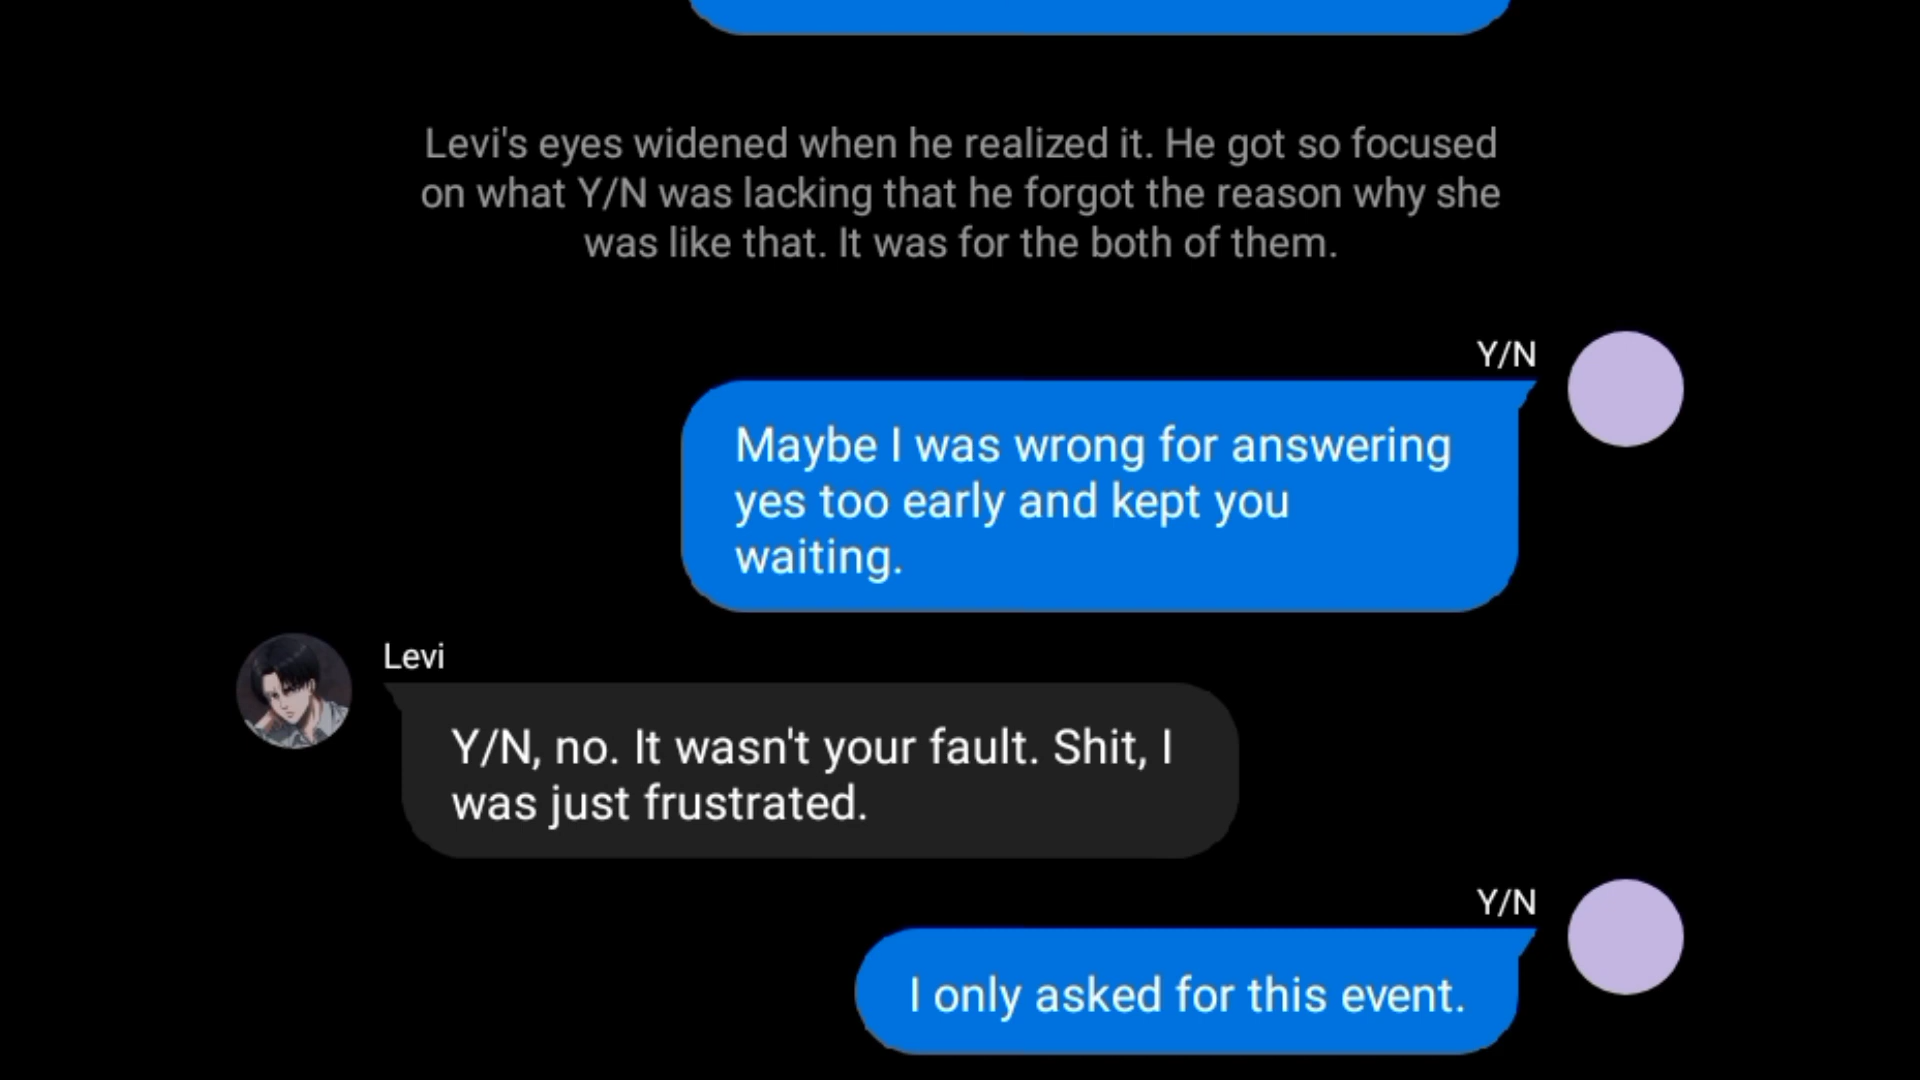 Levi's eyes widened when he realized it. He got so focused
on what Y/N was lacking that he forgot the reason why she
was like that. It was for the both of them.
Y/N
Maybe I was wrong for answering
yes too early and kept you
waiting.
Levi
Y/N, no. It wasn't your fault. Shit, I
was just frustrated.
Y/N
I only asked for this event.